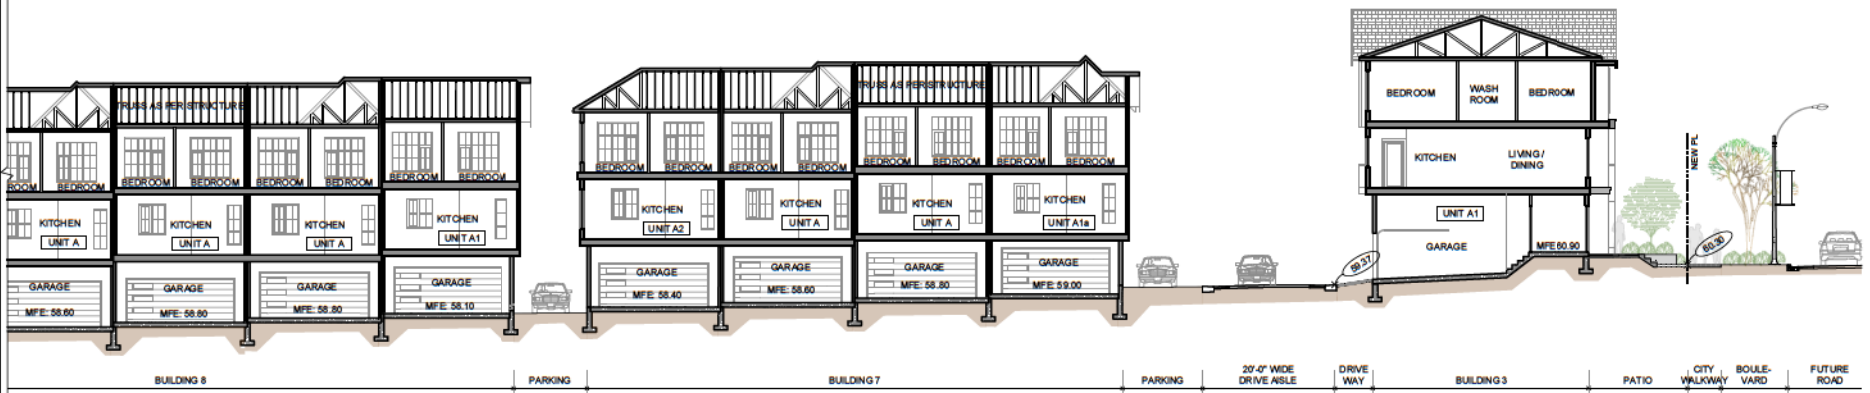 TRUSS AS PER STRUCTURE
ROOM BEDROOM BEDROOM BEDROOM BEDROOM BEDROOM BEDROOM BEDROOM
KITCHEN KITCHEN KITCHEN KITCHEN
UNIT A UNIT A UNIT A UNIT A1
GARAGE GARAGE GARAGE GARAGE
MFE: 58.60 MFE: 58.80 MFE: 58.80 MFE: 58.10
TRUSS AS PER STRUCTURE
BEDROOM BEDROOM BEDROOM BEDROOM BEDROOM BEDROOM BEDROOM BEDROOM
KITCHEN KITCHEN KITCHEN KITCHEN
UNIT A2 UNIT A UNIT A UNIT A1a
GARAGE GARAGE GARAGE GARAGE
MFE: 58.40 MFE: 58.60 MFE: 58.80 MFE: 59.00
BEDROOM WASH ROOM BEDROOM
KITCHEN LIVING / DINING
UNIT A1
GARAGE
MFE 60.90
59.37
NEW PL
60.30
BUILDING 8 PARKING BUILDING 7 PARKING 20'-0" WIDE DRIVE AISLE DRIVE WAY BUILDING 3 PATIO CITY WALKWAY BOULE-VARD FUTURE ROAD